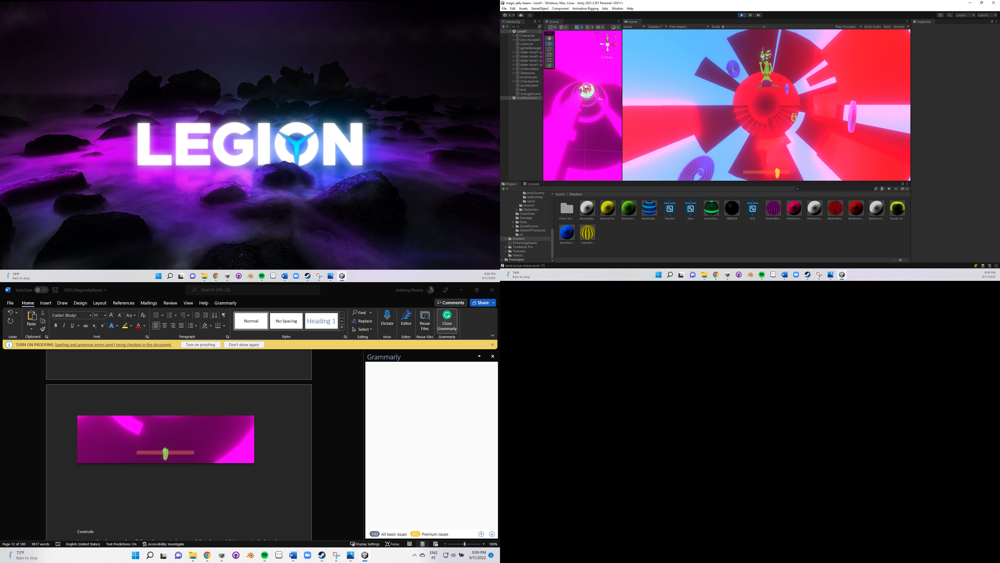 LEGION
73°F
Rain to stop
9:09 PM
9/11/2022
magic-jelly-beans - Level1 - Windows, Mac, Linux - Unity 2021.3.5f1 Personal <DX11>
File Edit Assets GameObject Component Animation Rigging Jobs Window Help
A Layers Layout
Hierarchy Scene Game Inspector
All
Game Display 1 Free Aspect Scale 1x Play Focused Mute Audio Stats Gizmos
Level1
Character
you-escaped
colorList
gameManager
slider-level1-pa
slider-level1-pa
slider-level1-pa
slider-level1-pa
Collectables
Obstacles
level1Audio
Checkpoints
saveSystem
end
changeScene
DontDestroyO
Persp
Project Console
30
pinkGummy
redGummy
spiral
Ground
Obstacles
ColorData
Damage
Data
GameEvents
StateOfTheGame
UI
Shaders
StreamingAssets
TextMesh Pro
Textures
Videos
Packages
Assets > Shaders
Other Sha... BananaBla... BananaYel... BearGum... BlueGridM... Dissolve Glow GreenGrid... GREENIE Grid PinkGridMa... PinkGumm... PinkGumm... RedGridMa... RedGumm... RedGumm... Shader Gr...
SpiralGum... YellowGri...
send actual stress level: 73
73°F
Rain to stop
9:09 PM
9/11/2022
AutoSave Off GDD_MagicJellyBeans Search (Alt+Q) Anthony Pereira
File Home Insert Draw Design Layout References Mailings Review View Help Grammarly Comments Share
Paste
Calibri (Body) 11
Normal No Spacing Heading 1
Find
Replace
Select
Dictate
Editor
Reuse Files
Close Grammarly
Undo Clipboard Font Paragraph Styles Editing Voice Editor Reuse Files Grammarly
TURN ON PROOFING Spelling and grammar errors aren't being checked in this document. Turn on proofing Don't show again
Grammarly
Controls
143 All basic issues 452 Premium issues
Page 12 of 100 9917 words English (United States) Text Predictions: On Accessibility: Investigate Display Settings Focus 100%
73°F
Rain to stop
ENG
PT
9:09 PM
9/11/2022
3